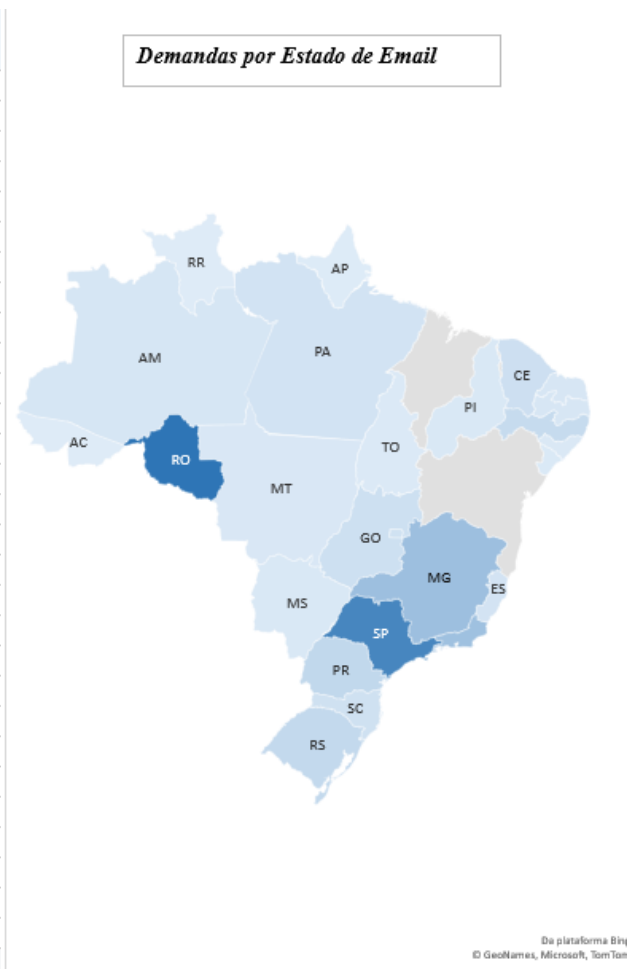 Demandas por Estado de Email
RR
AP
AM
PA
CE
PI
AC
TO
RO
MT
GO
MG
ES
MS
SP
PR
SC
RS
Da plataforma Bing
© GeoNames, Microsoft, TomTom